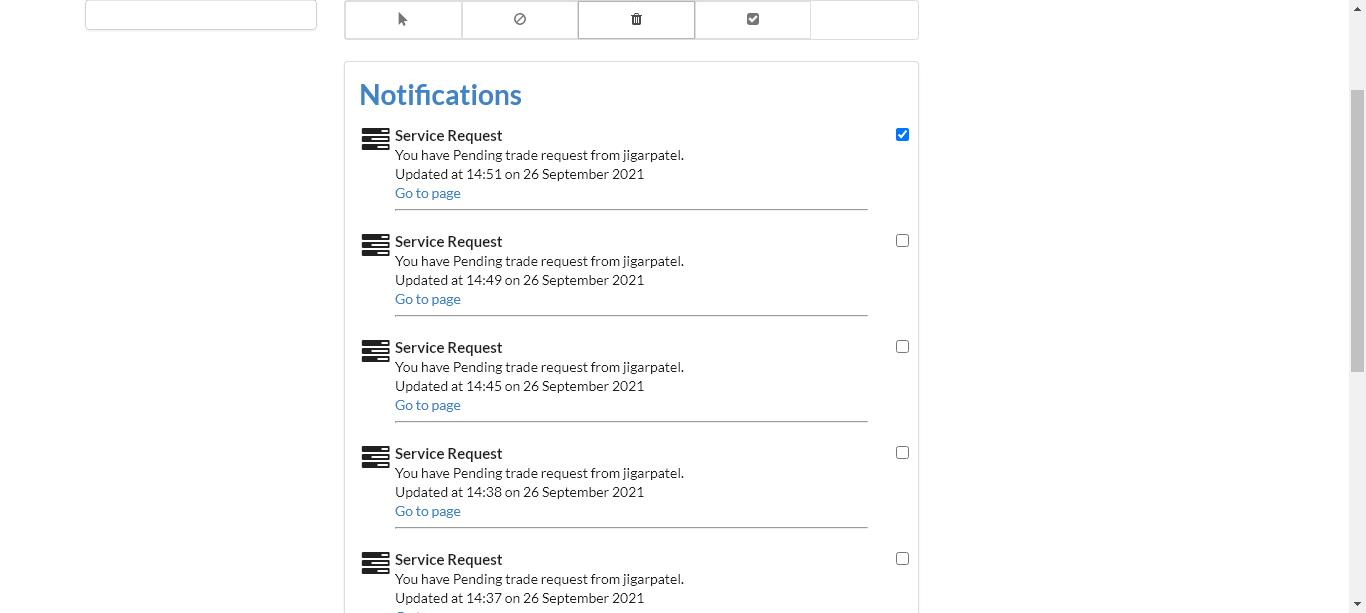 Notifications
Service Request
You have Pending trade request from jigarpatel.
Updated at 14:51 on 26 September 2021
Go to page
Service Request
You have Pending trade request from jigarpatel.
Updated at 14:49 on 26 September 2021
Go to page
Service Request
You have Pending trade request from jigarpatel.
Updated at 14:45 on 26 September 2021
Go to page
Service Request
You have Pending trade request from jigarpatel.
Updated at 14:38 on 26 September 2021
Go to page
Service Request
You have Pending trade request from jigarpatel.
Updated at 14:37 on 26 September 2021